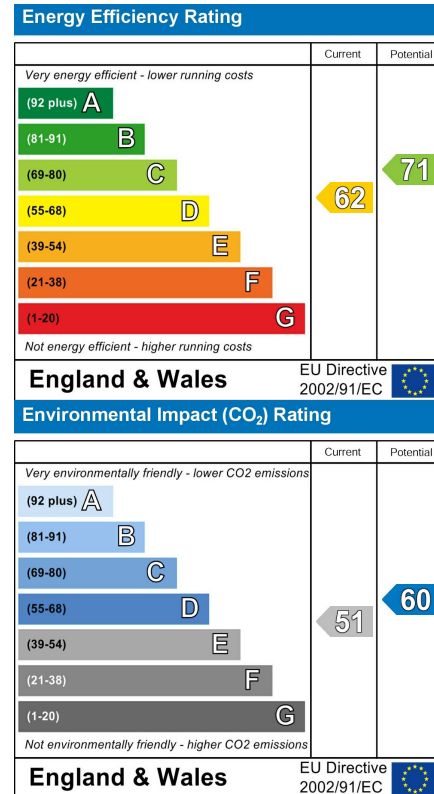 Energy Efficiency Rating
Current Potential
Very energy efficient - lower running costs
(92 plus) A
(81-91) B
(69-80) C
71
(55-68) D
62
(39-54) E
(21-38) F
(1-20) G
Not energy efficient - higher running costs
England & Wales
EU Directive
2002/91/EC
Environmental Impact (CO₂) Rating
Current Potential
Very environmentally friendly - lower CO2 emissions
(92 plus) A
(81-91) B
(69-80) C
(55-68) D
60
(39-54) E
51
(21-38) F
(1-20) G
Not environmentally friendly - higher CO2 emissions
England & Wales
EU Directive
2002/91/EC